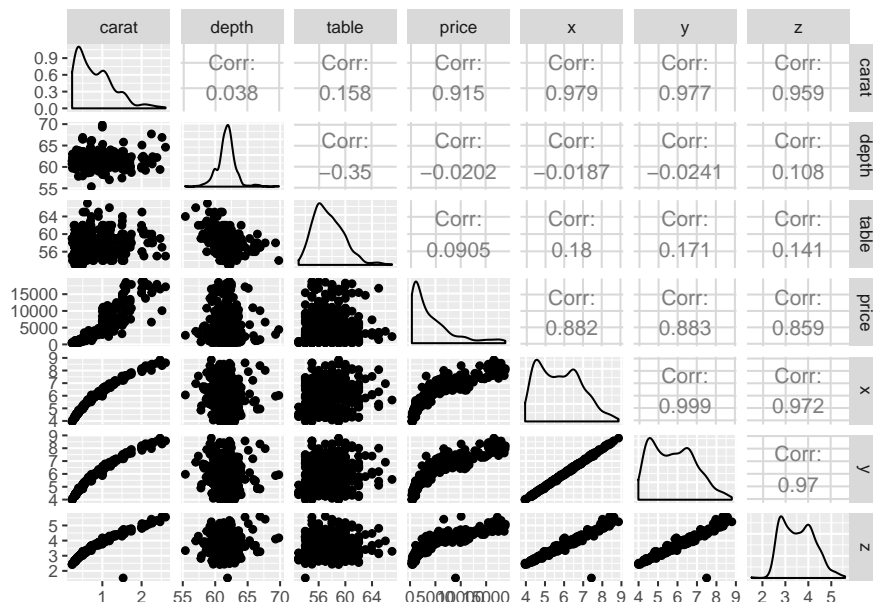 carat depth table price x y z
0.9
0.6
0.3
0.0
Corr:
0.038
Corr:
0.158
Corr:
0.915
Corr:
0.979
Corr:
0.977
Corr:
0.959
carat
70
65
60
55
Corr:
−0.35
Corr:
−0.0202
Corr:
−0.0187
Corr:
−0.0241
Corr:
0.108
depth
64
60
56
Corr:
0.0905
Corr:
0.18
Corr:
0.171
Corr:
0.141
table
15000
10000
5000
0
Corr:
0.882
Corr:
0.883
Corr:
0.859
price
9
8
7
6
5
4
Corr:
0.999
Corr:
0.972
x
9
8
7
6
5
4
Corr:
0.97
y
5
4
3
2
z
1 2 55 60 65 70 56 60 64 0 5000 10000 15000 4 5 6 7 8 9 4 5 6 7 8 9 2 3 4 5